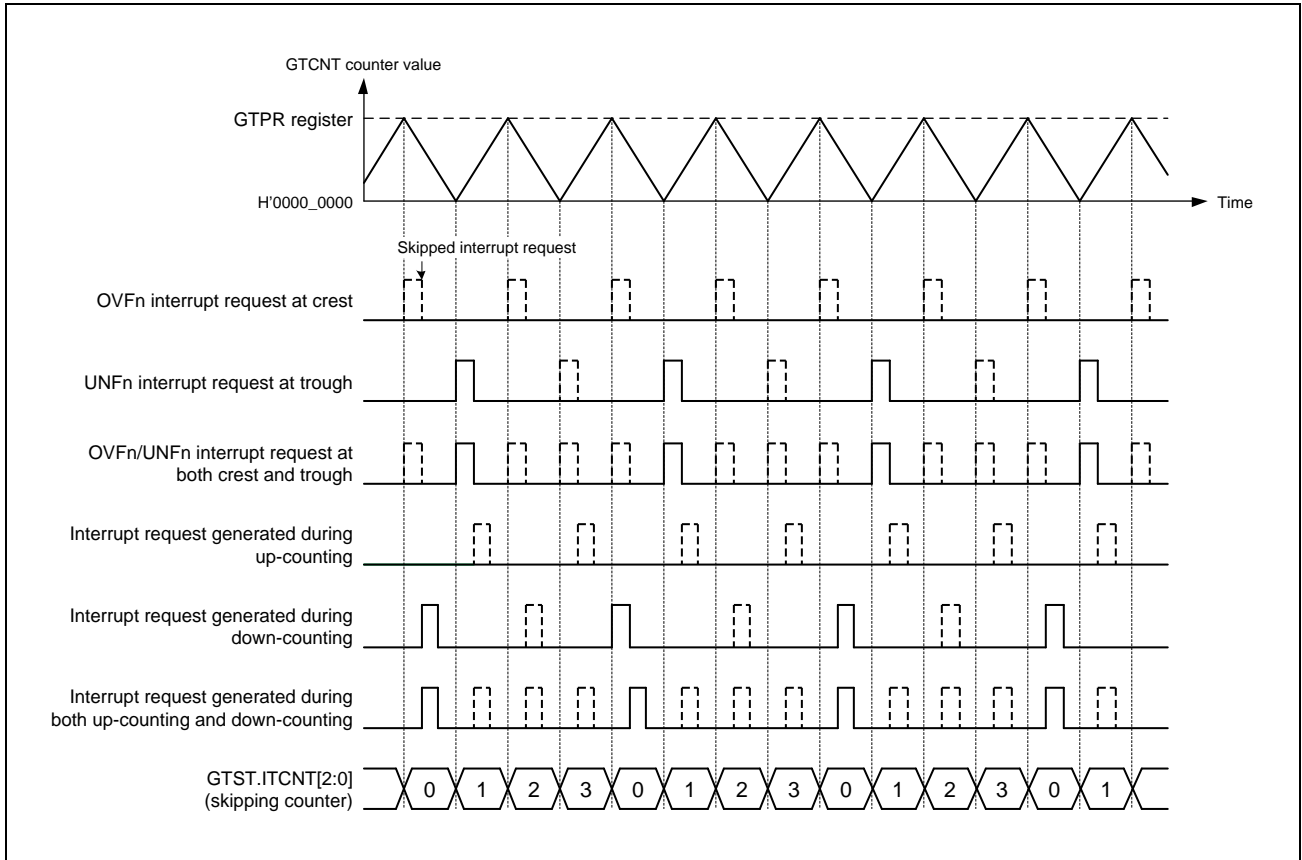 GTCNT counter value
GTPR register
H'0000_0000
Time
Skipped interrupt request
OVFn interrupt request at crest
UNFn interrupt request at trough
OVFn/UNFn interrupt request at
both crest and trough
Interrupt request generated during
up-counting
Interrupt request generated during
down-counting
Interrupt request generated during
both up-counting and down-counting
GTST.ITCNT[2:0]
(skipping counter)
0 1 2 3 0 1 2 3 0 1 2 3 0 1